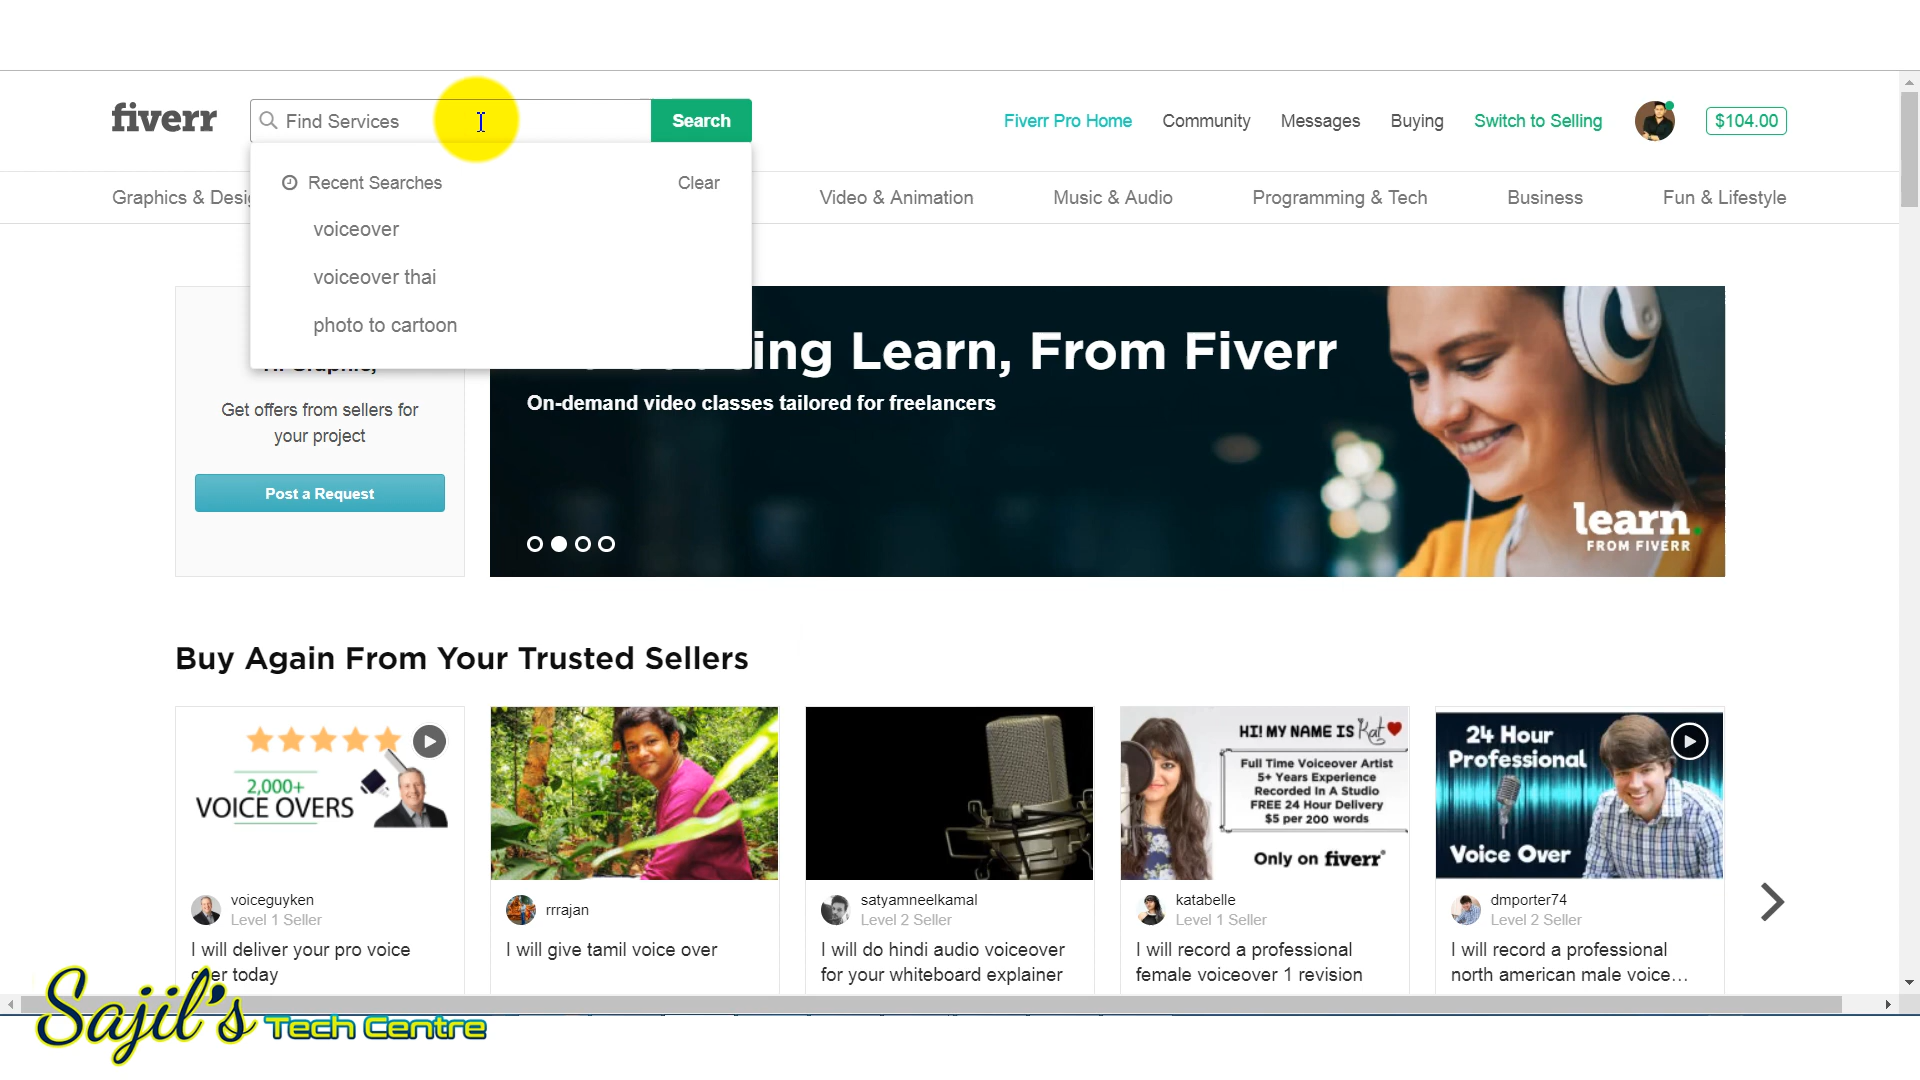 fiverr
Find Services
Search
Fiverr Pro Home
Community
Messages
Buying
Switch to Selling
$104.00
Recent Searches
Clear
voiceover
voiceover thai
photo to cartoon
Graphics & Desig
Video & Animation
Music & Audio
Programming & Tech
Business
Fun & Lifestyle
Get offers from sellers for
your project
Post a Request
ing Learn, From Fiverr
On-demand video classes tailored for freelancers
learn.
FROM FIVERR
Buy Again From Your Trusted Sellers
2,000+
VOICE OVERS
voiceguyken
Level 1 Seller
I will deliver your pro voice
over today
rrrajan
I will give tamil voice over
satyamneelkamal
Level 2 Seller
I will do hindi audio voiceover
for your whiteboard explainer
HI! MY NAME IS Kat
Full Time Voiceover Artist
5+ Years Experience
Recorded In A Studio
FREE 24 Hour Delivery
$5 per 200 words
Only on fiverr®
katabelle
Level 1 Seller
I will record a professional
female voiceover 1 revision
24 Hour
Professional
Voice Over
dmporter74
Level 2 Seller
I will record a professional
north american male voice...
Sajil's Tech Centre